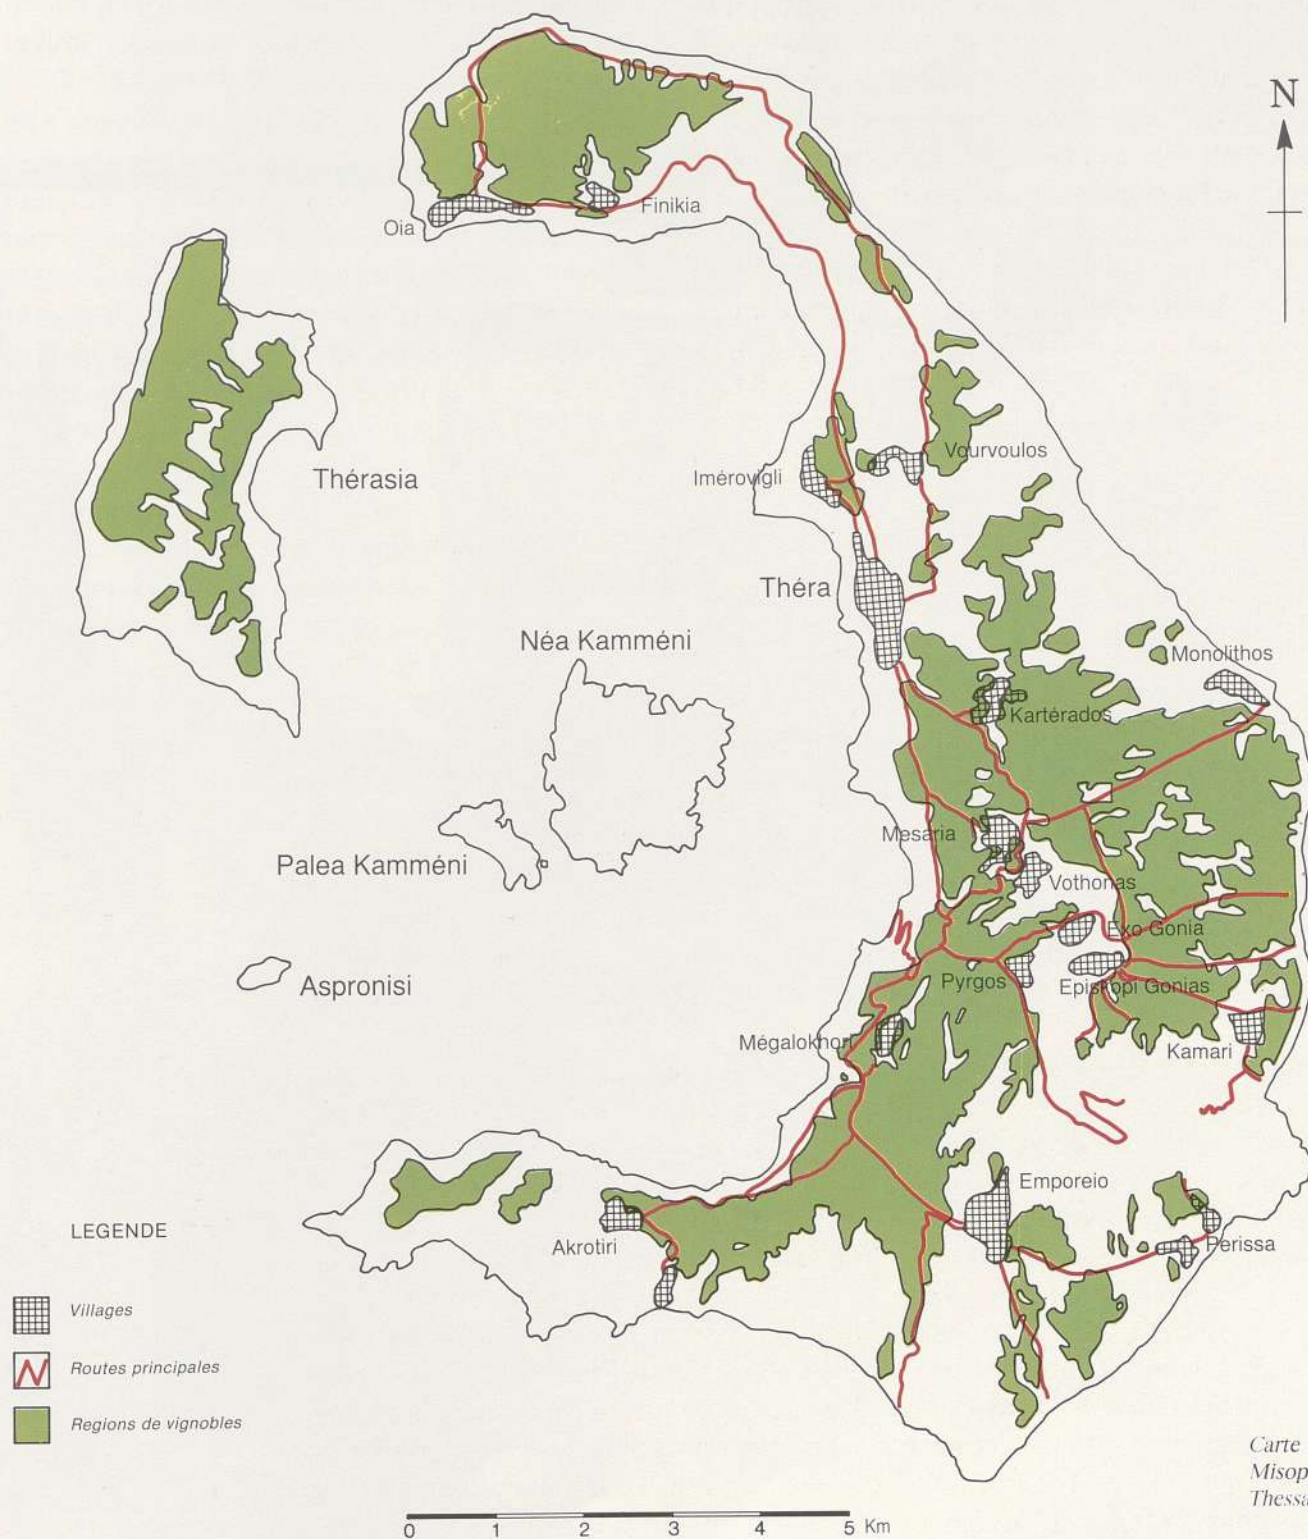 N
Oia
Finikia
Thérasia
Imérovigli
Vourvoulos
Théra
Néa Kamméni
Monolithos
Kartérados
Mesaria
Palea Kamméni
Vothonas
Exo Gonia
Aspronisi
Pyrgos
Episkopi Gonias
Mégalokhori
Kamari
Emporeio
Akrotiri
Perissa
LEGENDE
Villages
Routes principales
Regions de vignobles
Carte
0 1 2 3 4 5 Km